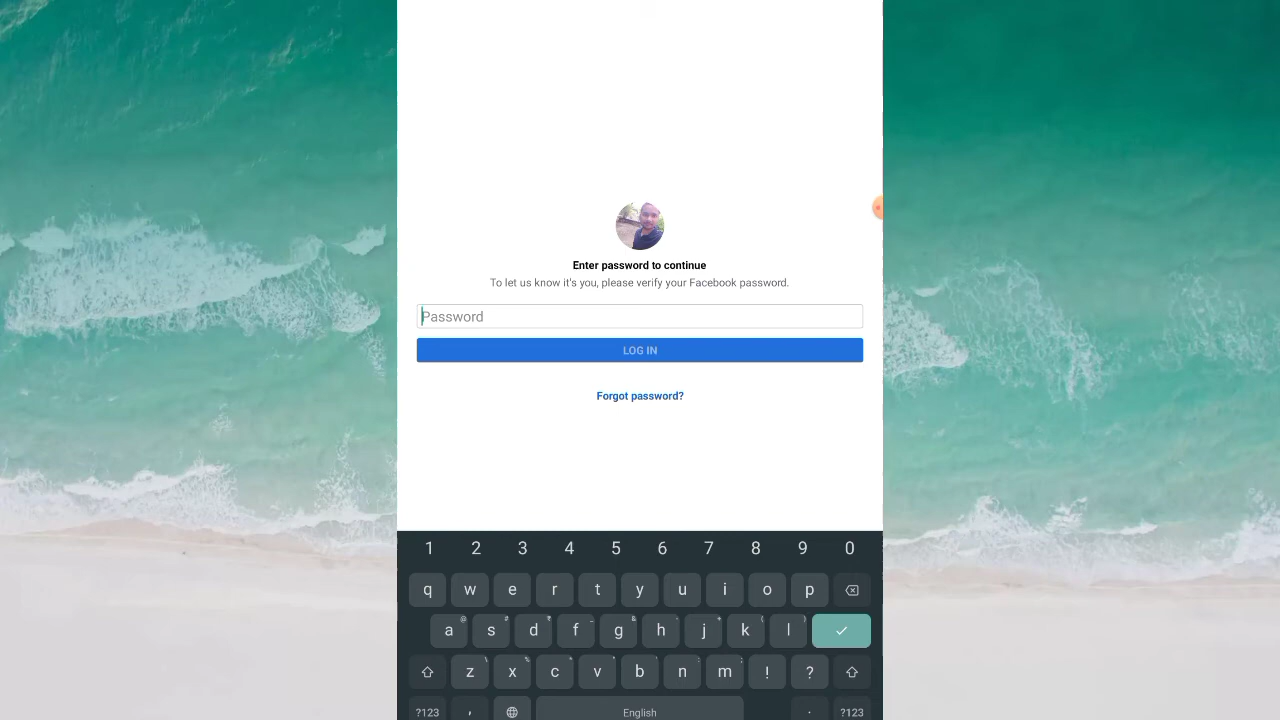 Enter password to continue
To let us know it's you, please verify your Facebook password.
Password
LOG IN
Forgot password?
1 2 3 4 5 6 7 8 9 0
q w e r t y u i o p
a s d f g h j k l
z x c v b n m ! ?
?123 , English . ?123